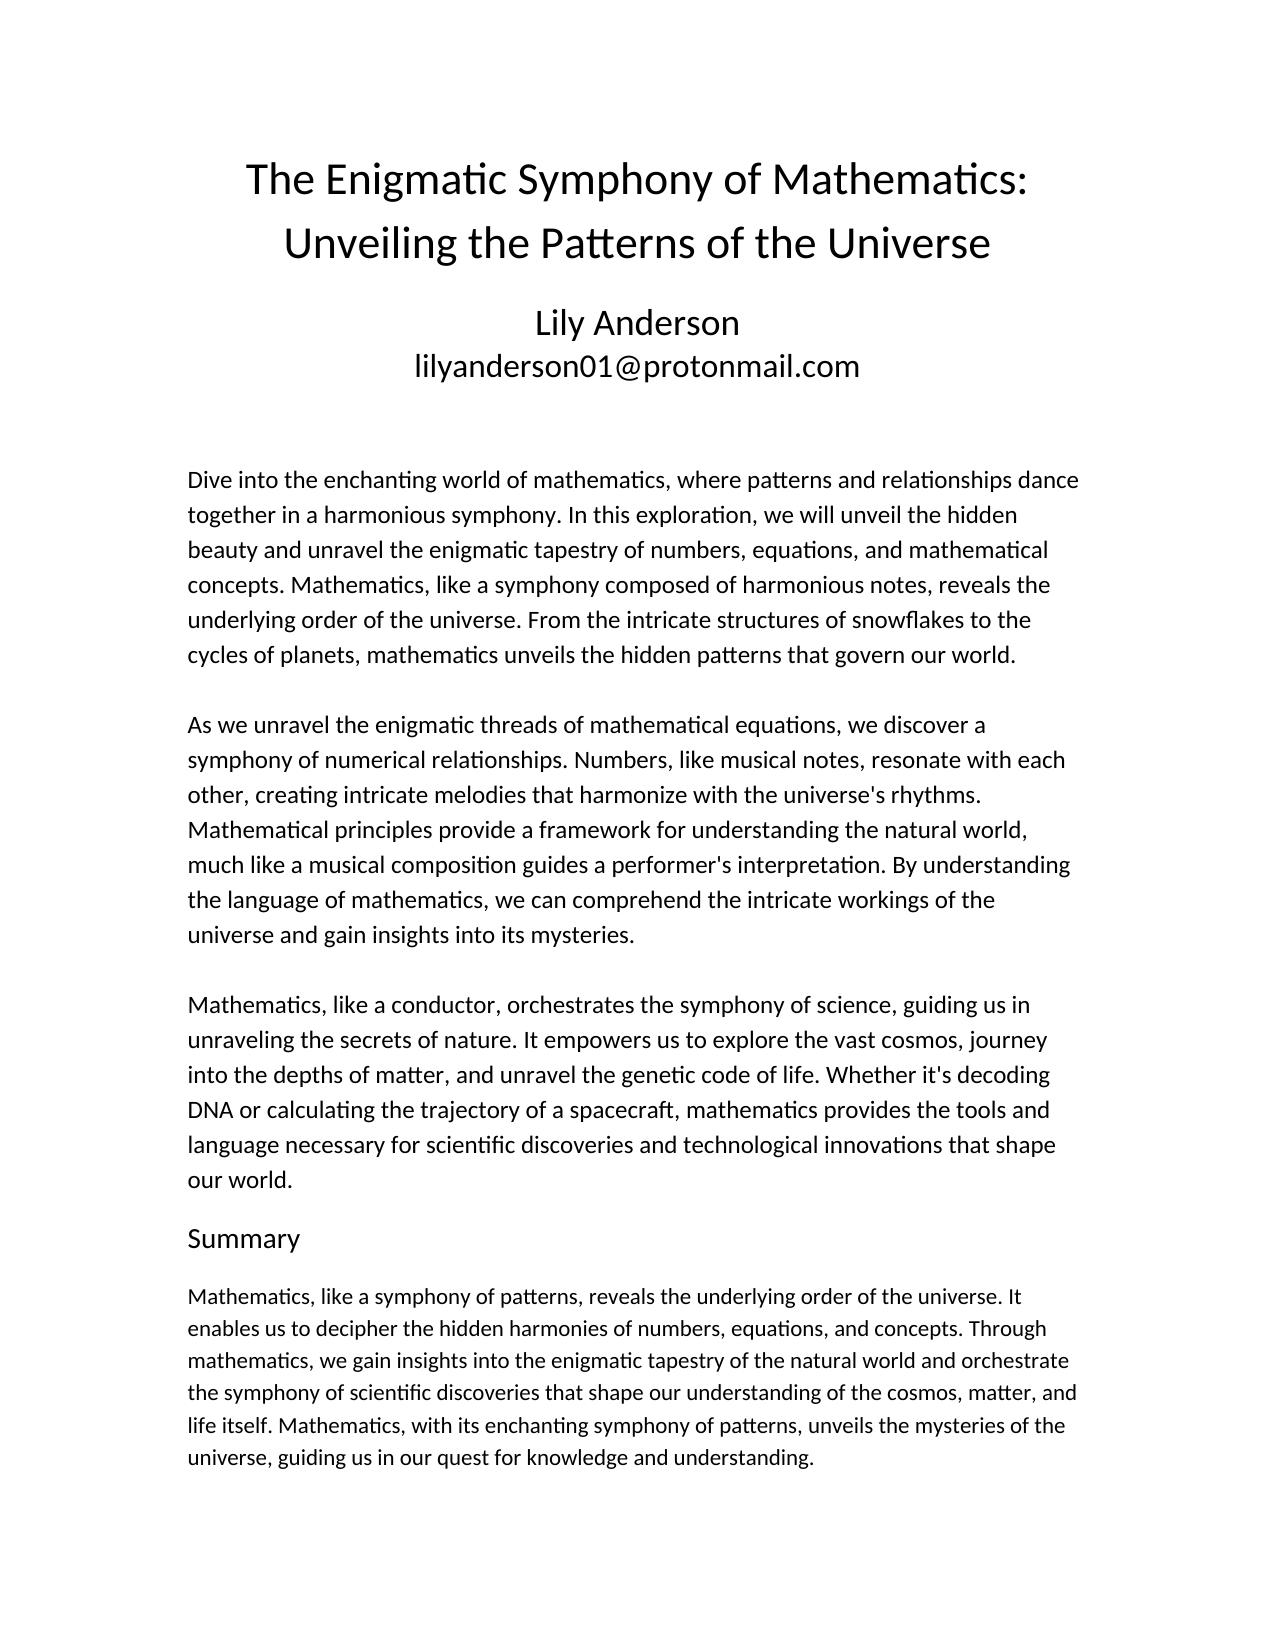 The Enigmatic Symphony of Mathematics:
Unveiling the Patterns of the Universe
Lily Anderson
lilyanderson01@protonmail.com
Dive into the enchanting world of mathematics, where patterns and relationships dance
together in a harmonious symphony. In this exploration, we will unveil the hidden
beauty and unravel the enigmatic tapestry of numbers, equations, and mathematical
concepts. Mathematics, like a symphony composed of harmonious notes, reveals the
underlying order of the universe. From the intricate structures of snowflakes to the
cycles of planets, mathematics unveils the hidden patterns that govern our world.
As we unravel the enigmatic threads of mathematical equations, we discover a
symphony of numerical relationships. Numbers, like musical notes, resonate with each
other, creating intricate melodies that harmonize with the universe's rhythms.
Mathematical principles provide a framework for understanding the natural world,
much like a musical composition guides a performer's interpretation. By understanding
the language of mathematics, we can comprehend the intricate workings of the
universe and gain insights into its mysteries.
Mathematics, like a conductor, orchestrates the symphony of science, guiding us in
unraveling the secrets of nature. It empowers us to explore the vast cosmos, journey
into the depths of matter, and unravel the genetic code of life. Whether it's decoding
DNA or calculating the trajectory of a spacecraft, mathematics provides the tools and
language necessary for scientific discoveries and technological innovations that shape
our world.
Summary
Mathematics, like a symphony of patterns, reveals the underlying order of the universe. It
enables us to decipher the hidden harmonies of numbers, equations, and concepts. Through
mathematics, we gain insights into the enigmatic tapestry of the natural world and orchestrate
the symphony of scientific discoveries that shape our understanding of the cosmos, matter, and
life itself. Mathematics, with its enchanting symphony of patterns, unveils the mysteries of the
universe, guiding us in our quest for knowledge and understanding.